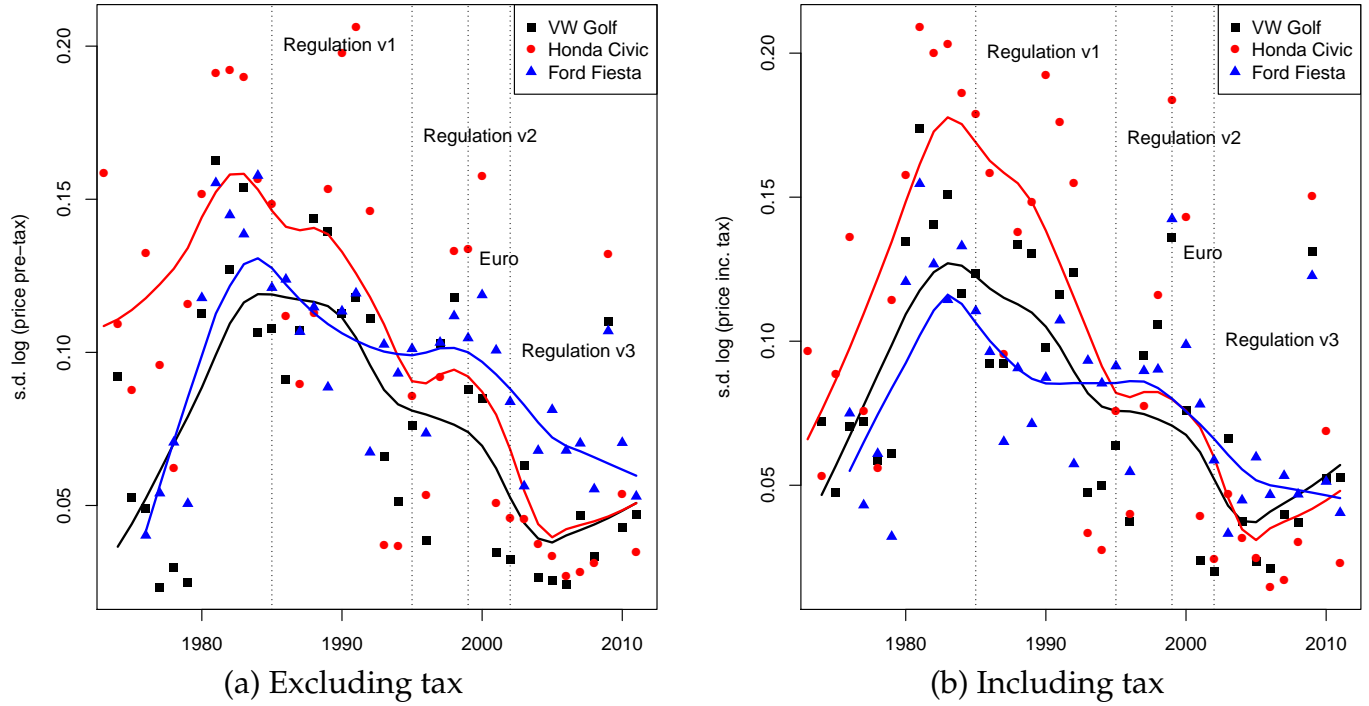 s.d. log (price pre−tax)
0.20
0.15
0.10
0.05
1980 1990 2000 2010
Regulation v1
Regulation v2
Euro
Regulation v3
VW Golf
Honda Civic
Ford Fiesta
(a) Excluding tax
s.d. log (price inc. tax)
0.20
0.15
0.10
0.05
1980 1990 2000 2010
Regulation v1
Regulation v2
Euro
Regulation v3
VW Golf
Honda Civic
Ford Fiesta
(b) Including tax